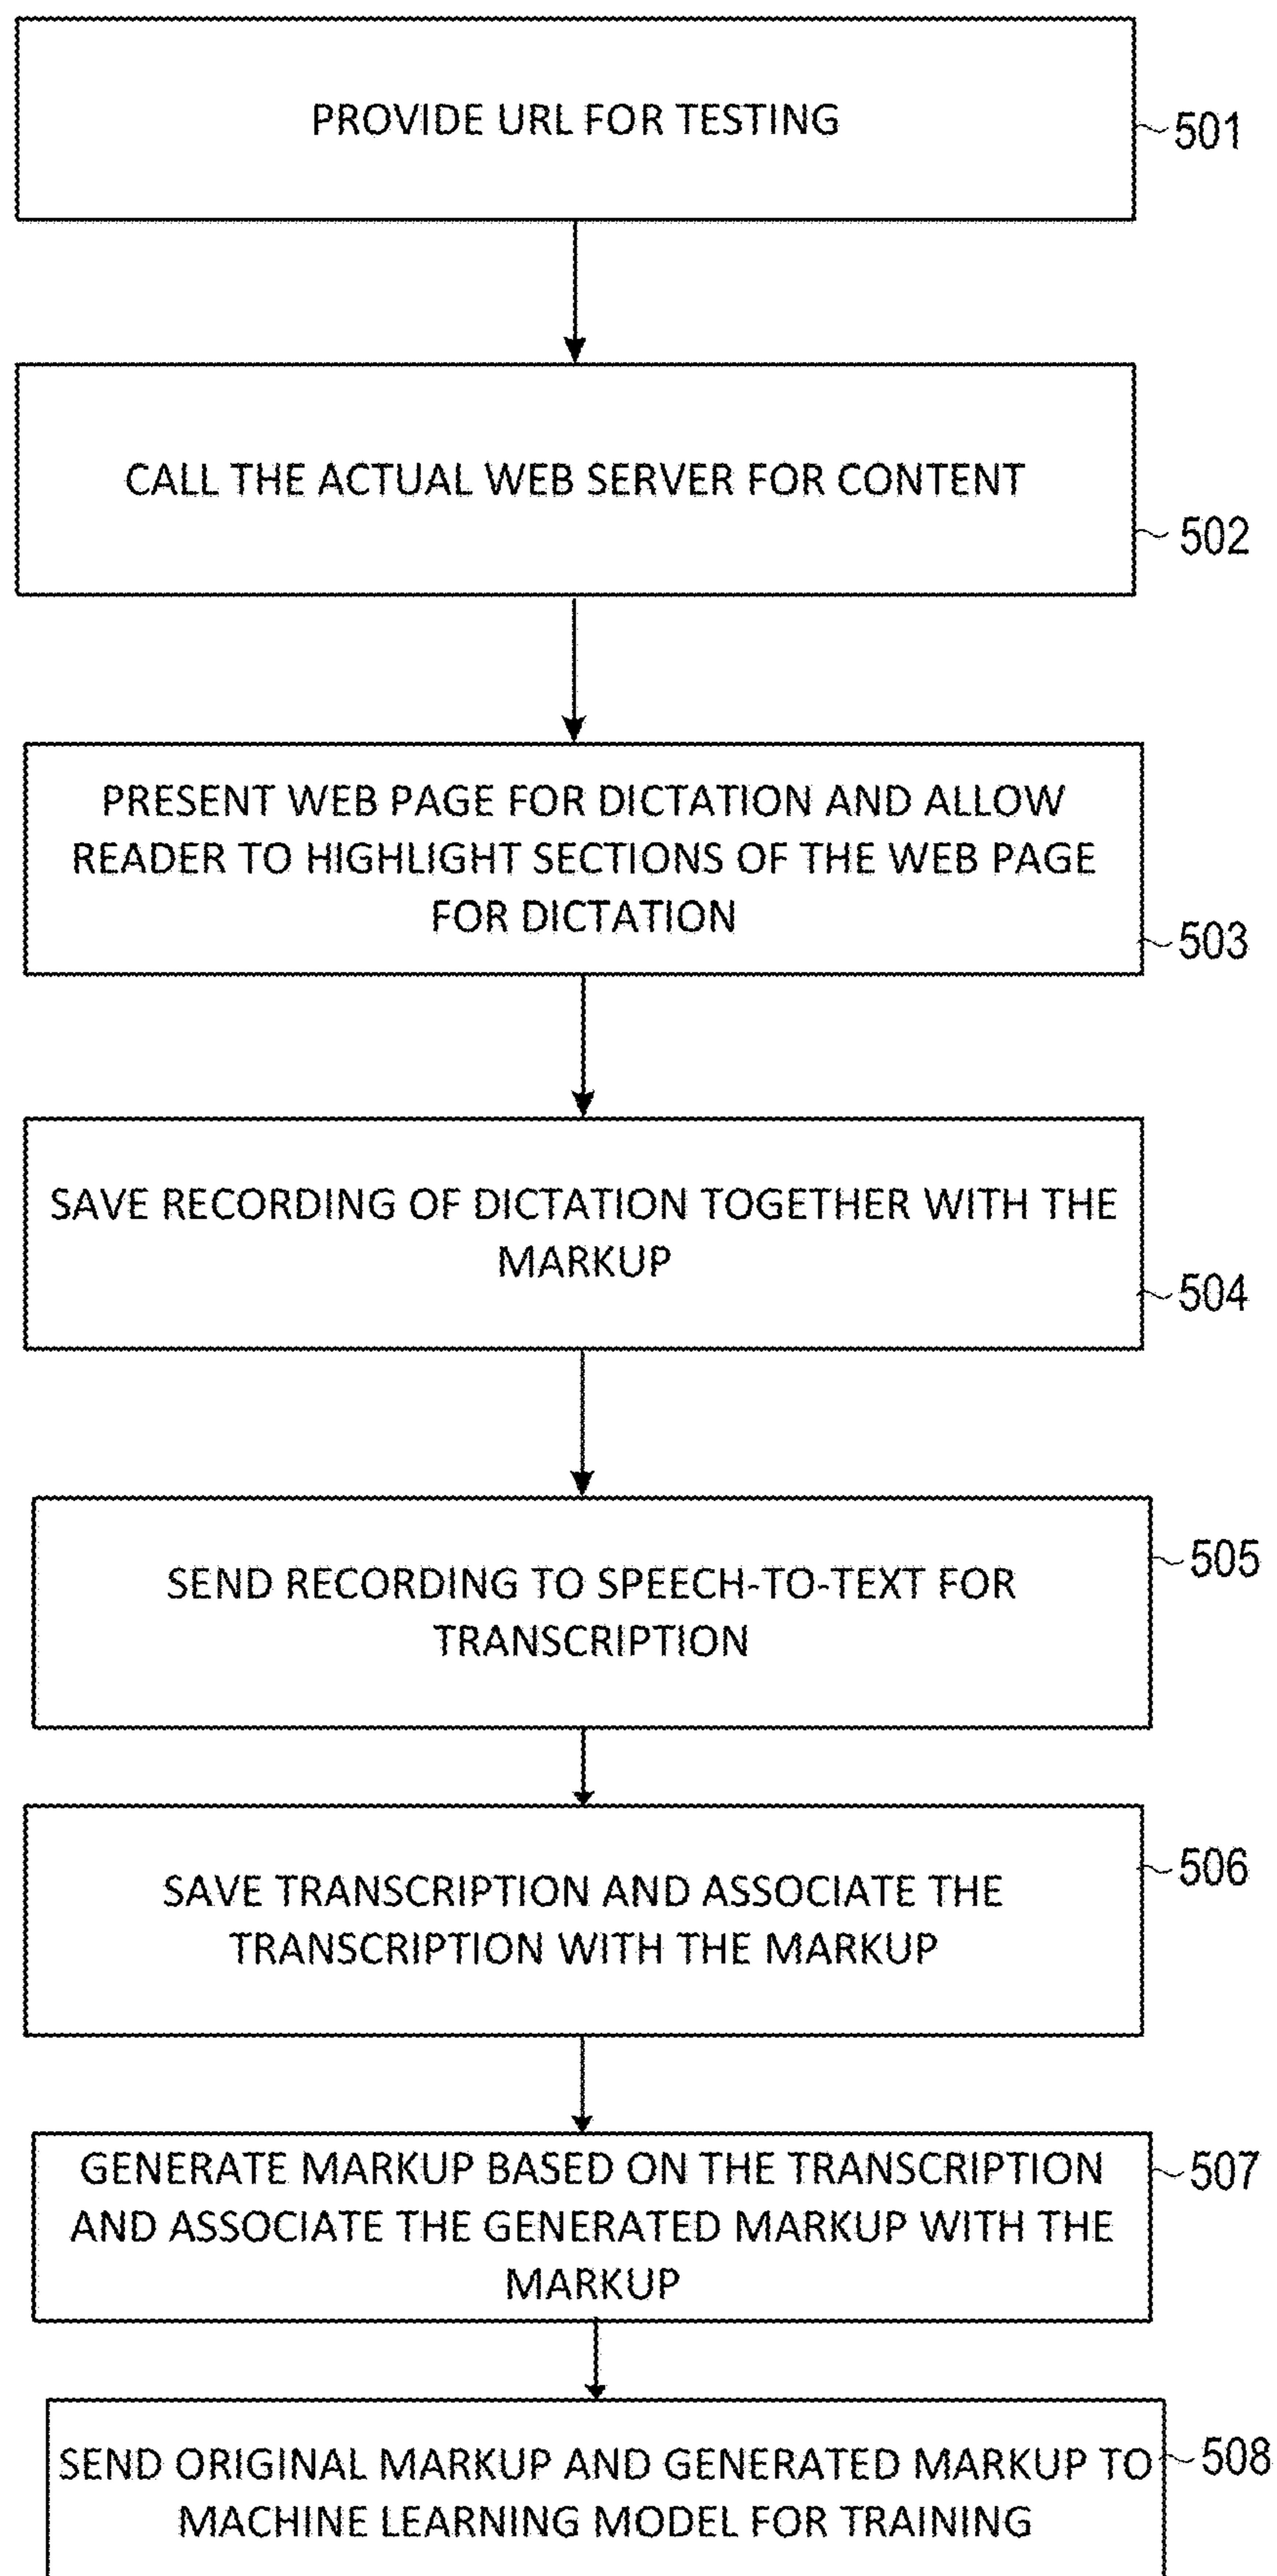 PROVIDE URL FOR TESTING
501
CALL THE ACTUAL WEB SERVER FOR CONTENT
502
PRESENT WEB PAGE FOR DICTATION AND ALLOW
READER TO HIGHLIGHT SECTIONS OF THE WEB PAGE
FOR DICTATION
503
SAVE RECORDING OF DICTATION TOGETHER WITH THE
MARKUP
504
SEND RECORDING TO SPEECH-TO-TEXT FOR
TRANSCRIPTION
505
SAVE TRANSCRIPTION AND ASSOCIATE THE
TRANSCRIPTION WITH THE MARKUP
506
GENERATE MARKUP BASED ON THE TRANSCRIPTION
AND ASSOCIATE THE GENERATED MARKUP WITH THE
MARKUP
507
SEND ORIGINAL MARKUP AND GENERATED MARKUP TO
MACHINE LEARNING MODEL FOR TRAINING
508